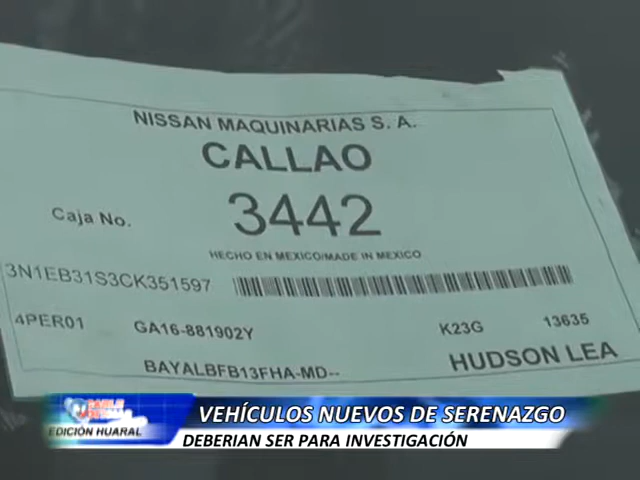 NISSAN MAQUINARIAS S. A.
CALLAO
Caja No. 3442
HECHO EN MEXICO/MADE IN MEXICO
3N1EB31S3CK351597
4PER01 GA16-881902Y K23G 13635
BAYALBFB13FHA-MD--
HUDSON LEA
VEHÍCULOS NUEVOS DE SERENAZGO
EDICIÓN HUARAL
DEBERIAN SER PARA INVESTIGACIÓN